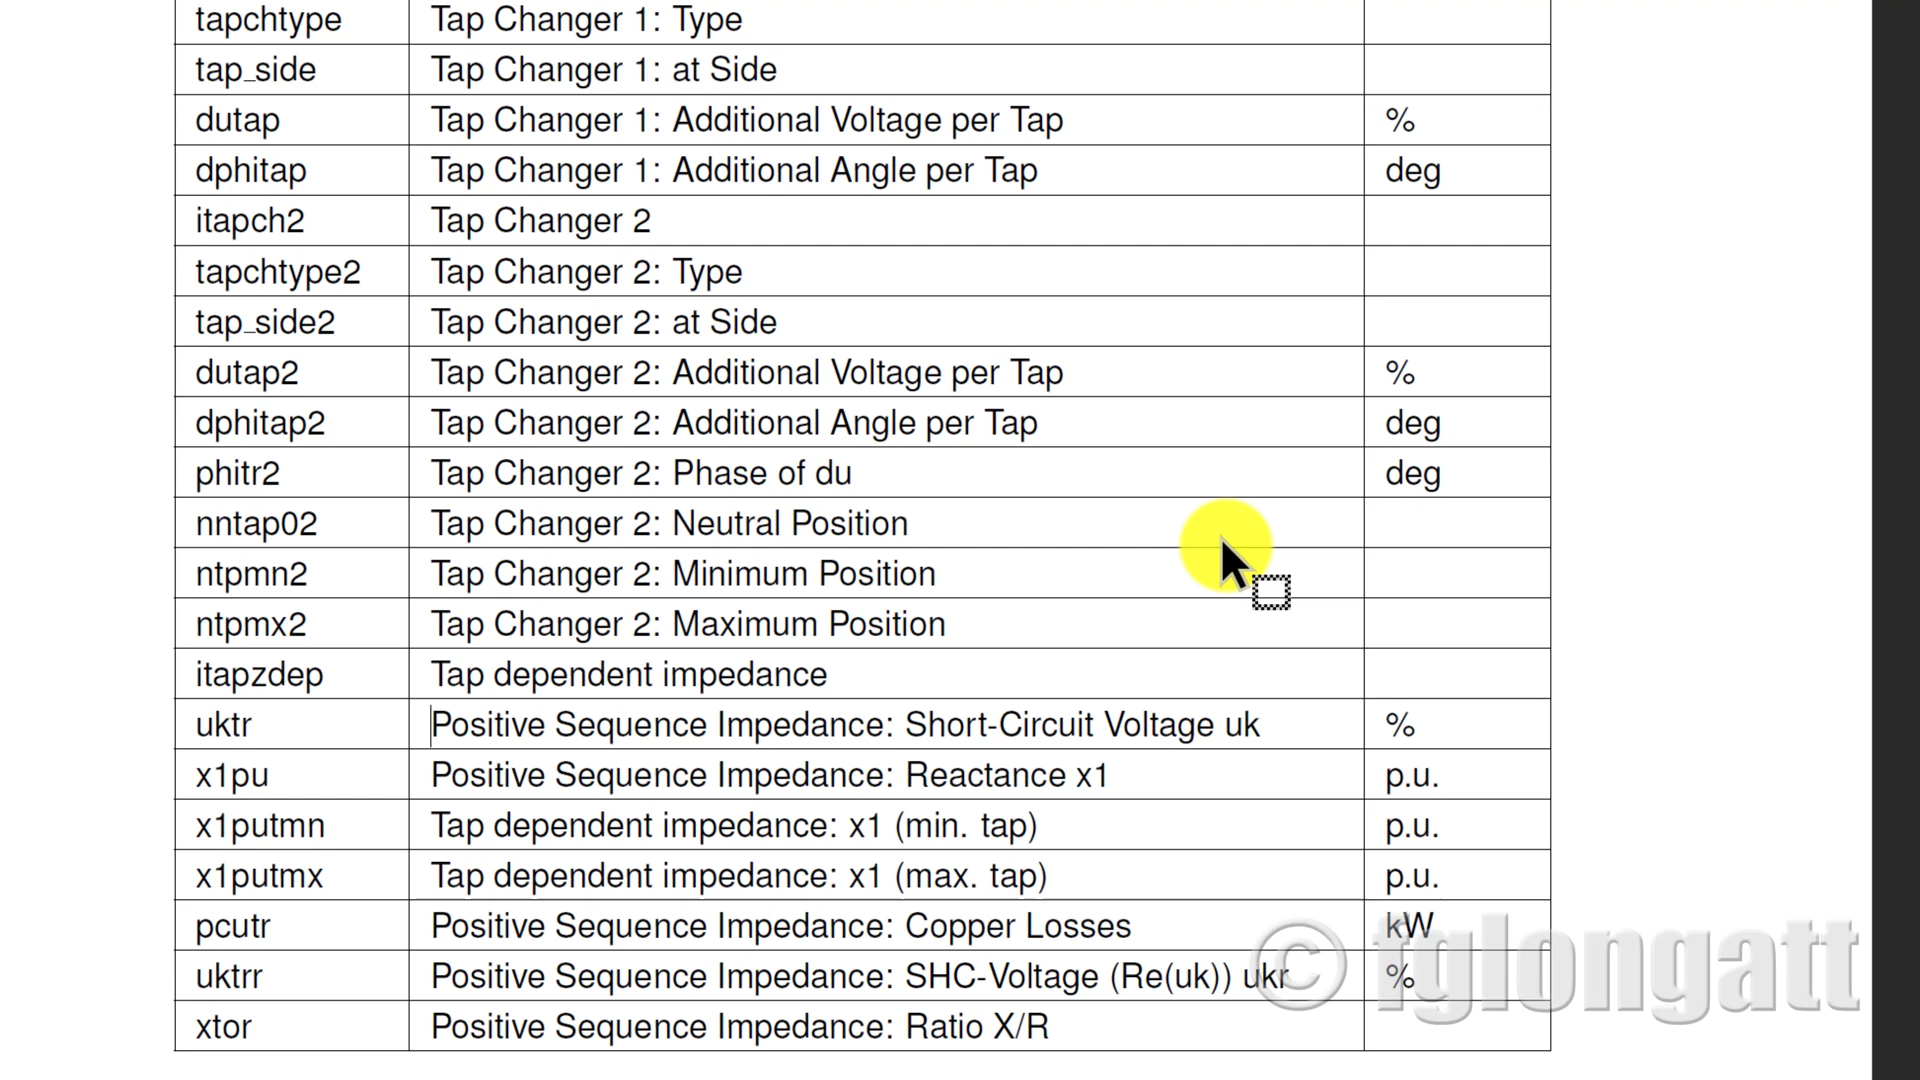 tapchtype Tap Changer 1: Type
tap_side Tap Changer 1: at Side
dutap Tap Changer 1: Additional Voltage per Tap %
dphitap Tap Changer 1: Additional Angle per Tap deg
itapch2 Tap Changer 2
tapchtype2 Tap Changer 2: Type
tap_side2 Tap Changer 2: at Side
dutap2 Tap Changer 2: Additional Voltage per Tap %
dphitap2 Tap Changer 2: Additional Angle per Tap deg
phitr2 Tap Changer 2: Phase of du deg
nntap02 Tap Changer 2: Neutral Position
ntpmn2 Tap Changer 2: Minimum Position
ntpmx2 Tap Changer 2: Maximum Position
itapzdep Tap dependent impedance
uktr Positive Sequence Impedance: Short-Circuit Voltage uk %
x1pu Positive Sequence Impedance: Reactance x1 p.u.
x1putmn Tap dependent impedance: x1 (min. tap) p.u.
x1putmx Tap dependent impedance: x1 (max. tap) p.u.
pcutr Positive Sequence Impedance: Copper Losses kW
uktrr Positive Sequence Impedance: SHC-Voltage (Re(uk)) ukr %
xtor Positive Sequence Impedance: Ratio X/R
© fglongatt